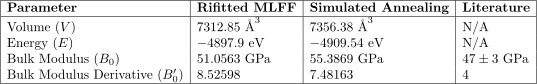 Parameter Rifitted MLFF Simulated Annealing Literature
Volume (V) 7312.85 Å³ 7356.38 Å³ N/A
Energy (E) −4897.9 eV −4909.54 eV N/A
Bulk Modulus (B₀) 51.0563 GPa 55.3869 GPa 47 ± 3 GPa
Bulk Modulus Derivative (B₀′) 8.52598 7.48163 4